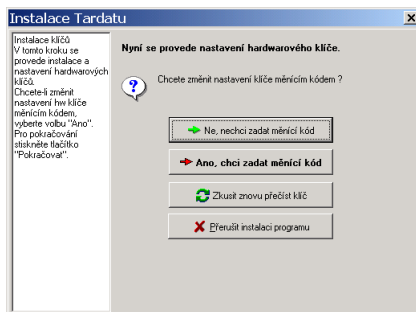 Instalace Tardatu
Instalace klíčů
V tomto kroku se
provede instalace a
nastavení hardwarových
klíčů.
Chcete-li změnit
nastavení hw klíče
měnícím kódem,
vyberte volbu "Ano".
Pro pokračování
stiskněte tlačítko
"Pokračovat".
Nyní se provede nastavení hardwarového klíče.
Chcete změnit nastavení klíče měnícím kódem ?
Ne, nechci zadat měnící kód
Ano, chci zadat měnící kód
Zkusit znovu přečíst klíč
Přerušit instalaci programu